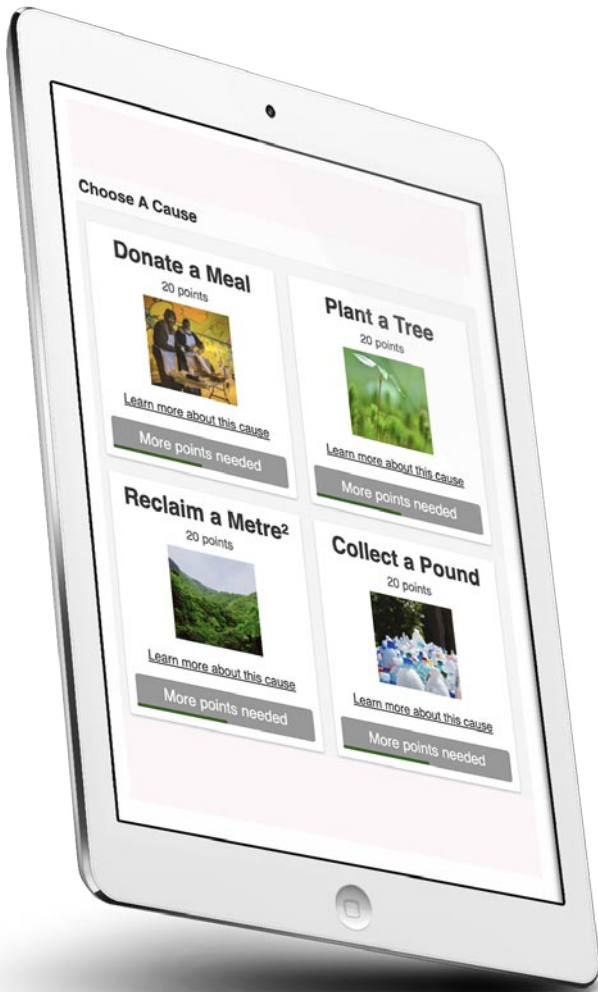 Choose A Cause
Donate a Meal
20 points
Learn more about this cause
More points needed
Plant a Tree
20 points
Learn more about this cause
More points needed
Reclaim a Metre²
20 points
Learn more about this cause
More points needed
Collect a Pound
20 points
Learn more about this cause
More points needed